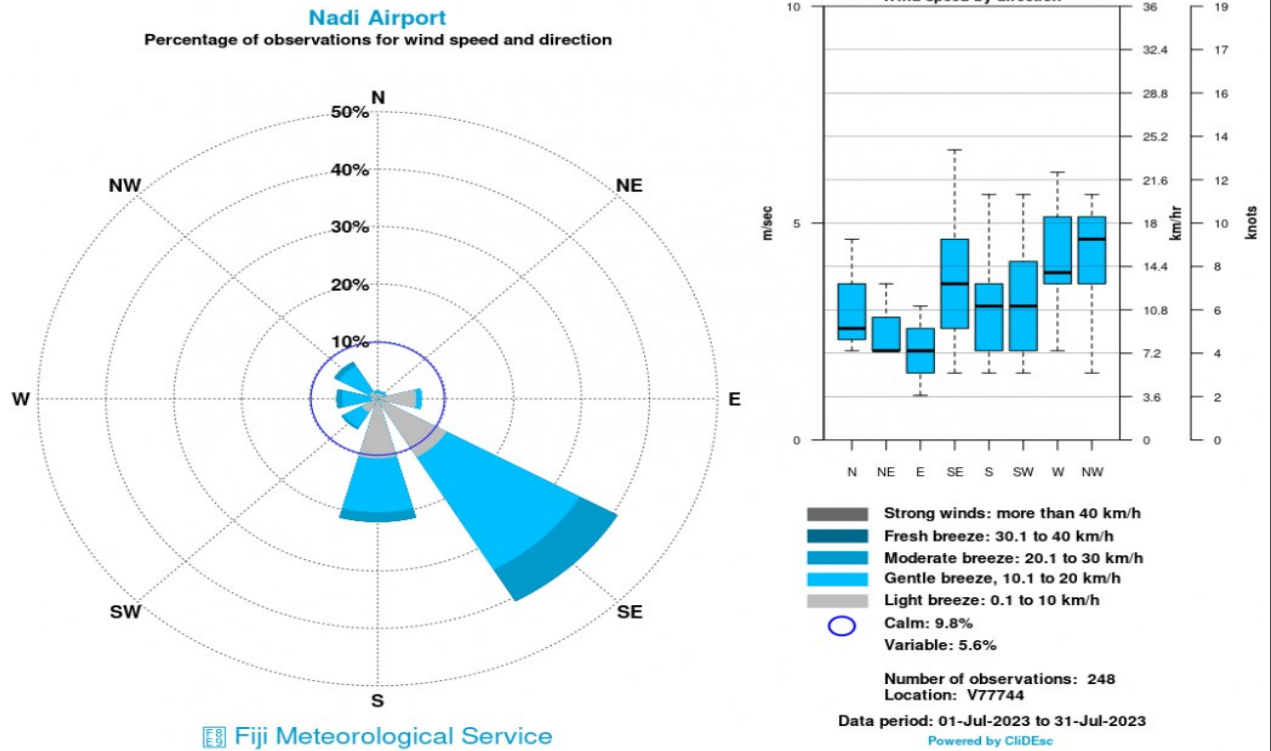 Nadi Airport
Percentage of observations for wind speed and direction
N
50%
40%
30%
20%
10%
NW
NE
W
E
SW
SE
S
Fiji Meteorological Service
Wind speed by direction
10
5
0
m/sec
36
32.4
28.8
25.2
21.6
18
14.4
10.8
7.2
3.6
0
km/hr
19
17
16
14
12
10
8
6
4
2
0
knots
N NE E SE S SW W NW
Strong winds: more than 40 km/h
Fresh breeze: 30.1 to 40 km/h
Moderate breeze: 20.1 to 30 km/h
Gentle breeze, 10.1 to 20 km/h
Light breeze: 0.1 to 10 km/h
Calm: 9.8%
Variable: 5.6%
Number of observations: 248
Location: V77744
Data period: 01-Jul-2023 to 31-Jul-2023
Powered by CliDEsc